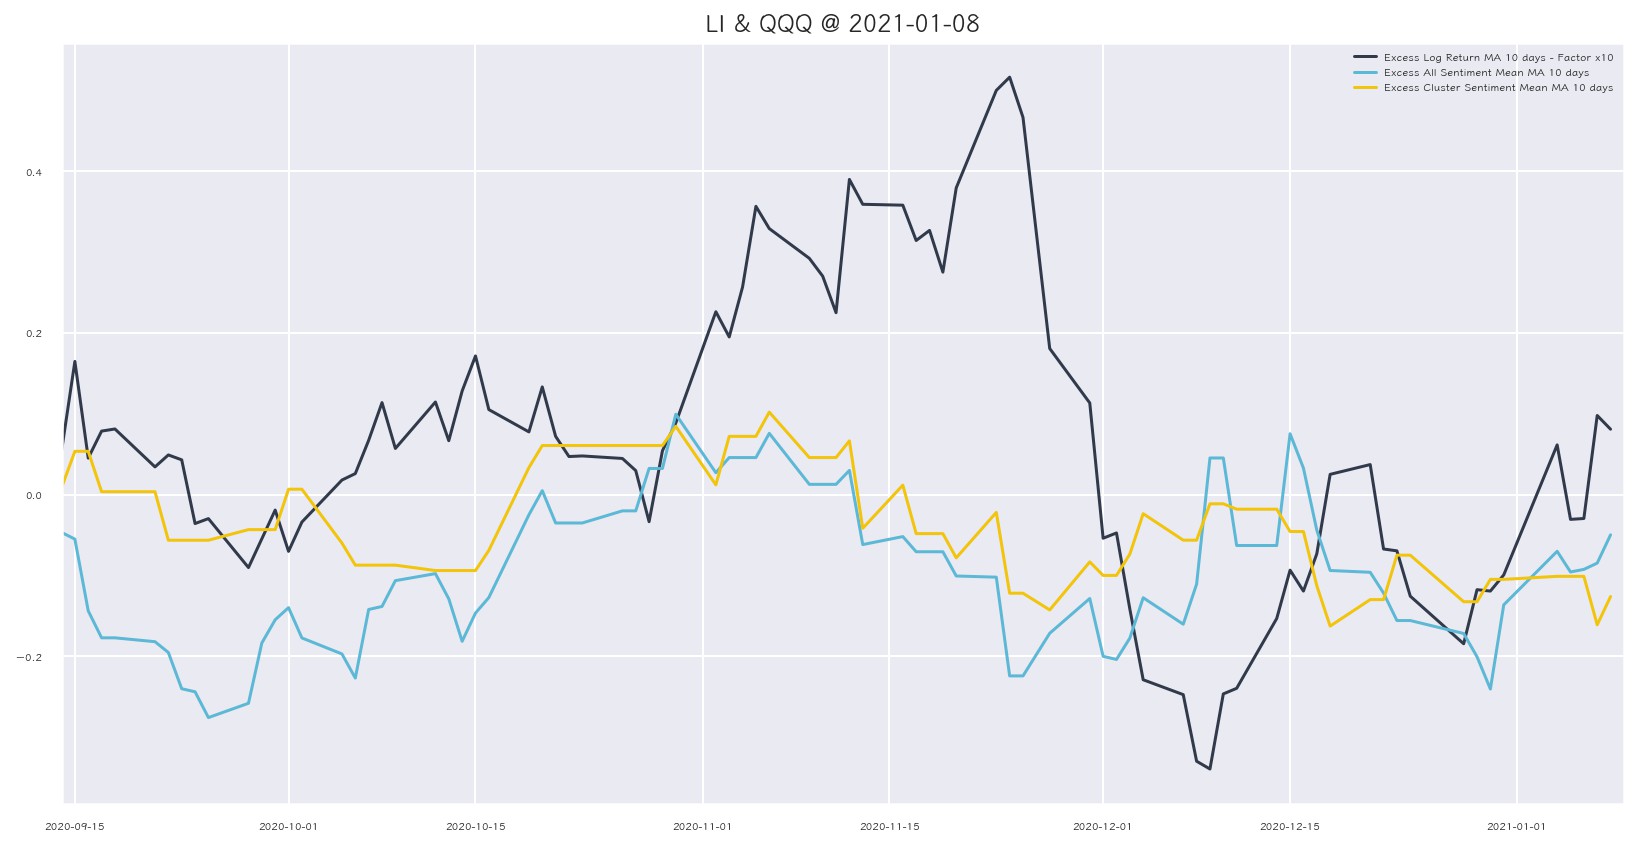 LI & QQQ @ 2021-01-08
Excess Log Return MA 10 days - Factor x10
Excess All Sentiment Mean MA 10 days
Excess Cluster Sentiment Mean MA 10 days
0.4
0.2
0.0
−0.2
2020-09-15 2020-10-01 2020-10-15 2020-11-01 2020-11-15 2020-12-01 2020-12-15 2021-01-01